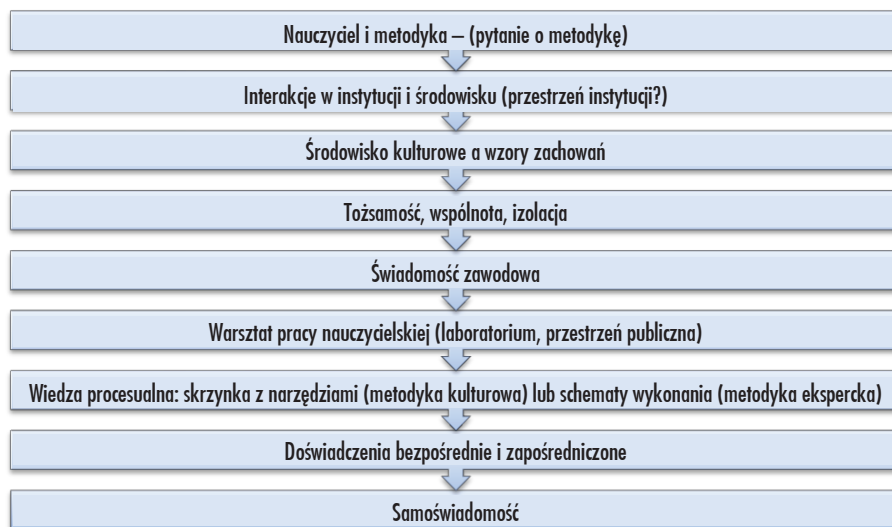 Nauczyciel i metodyka – (pytanie o metodykę)
Interakcje w instytucji i środowisku (przestrzeń instytucji?)
Środowisko kulturowe a wzory zachowań
Tożsamość, wspólnota, izolacja
Świadomość zawodowa
Warsztat pracy nauczycielskiej (laboratorium, przestrzeń publiczna)
Wiedza procesualna: skrzynka z narzędziami (metodyka kulturowa) lub schematy wykonania (metodyka ekspercka)
Doświadczenia bezpośrednie i zapośredniczone
Samoświadomość